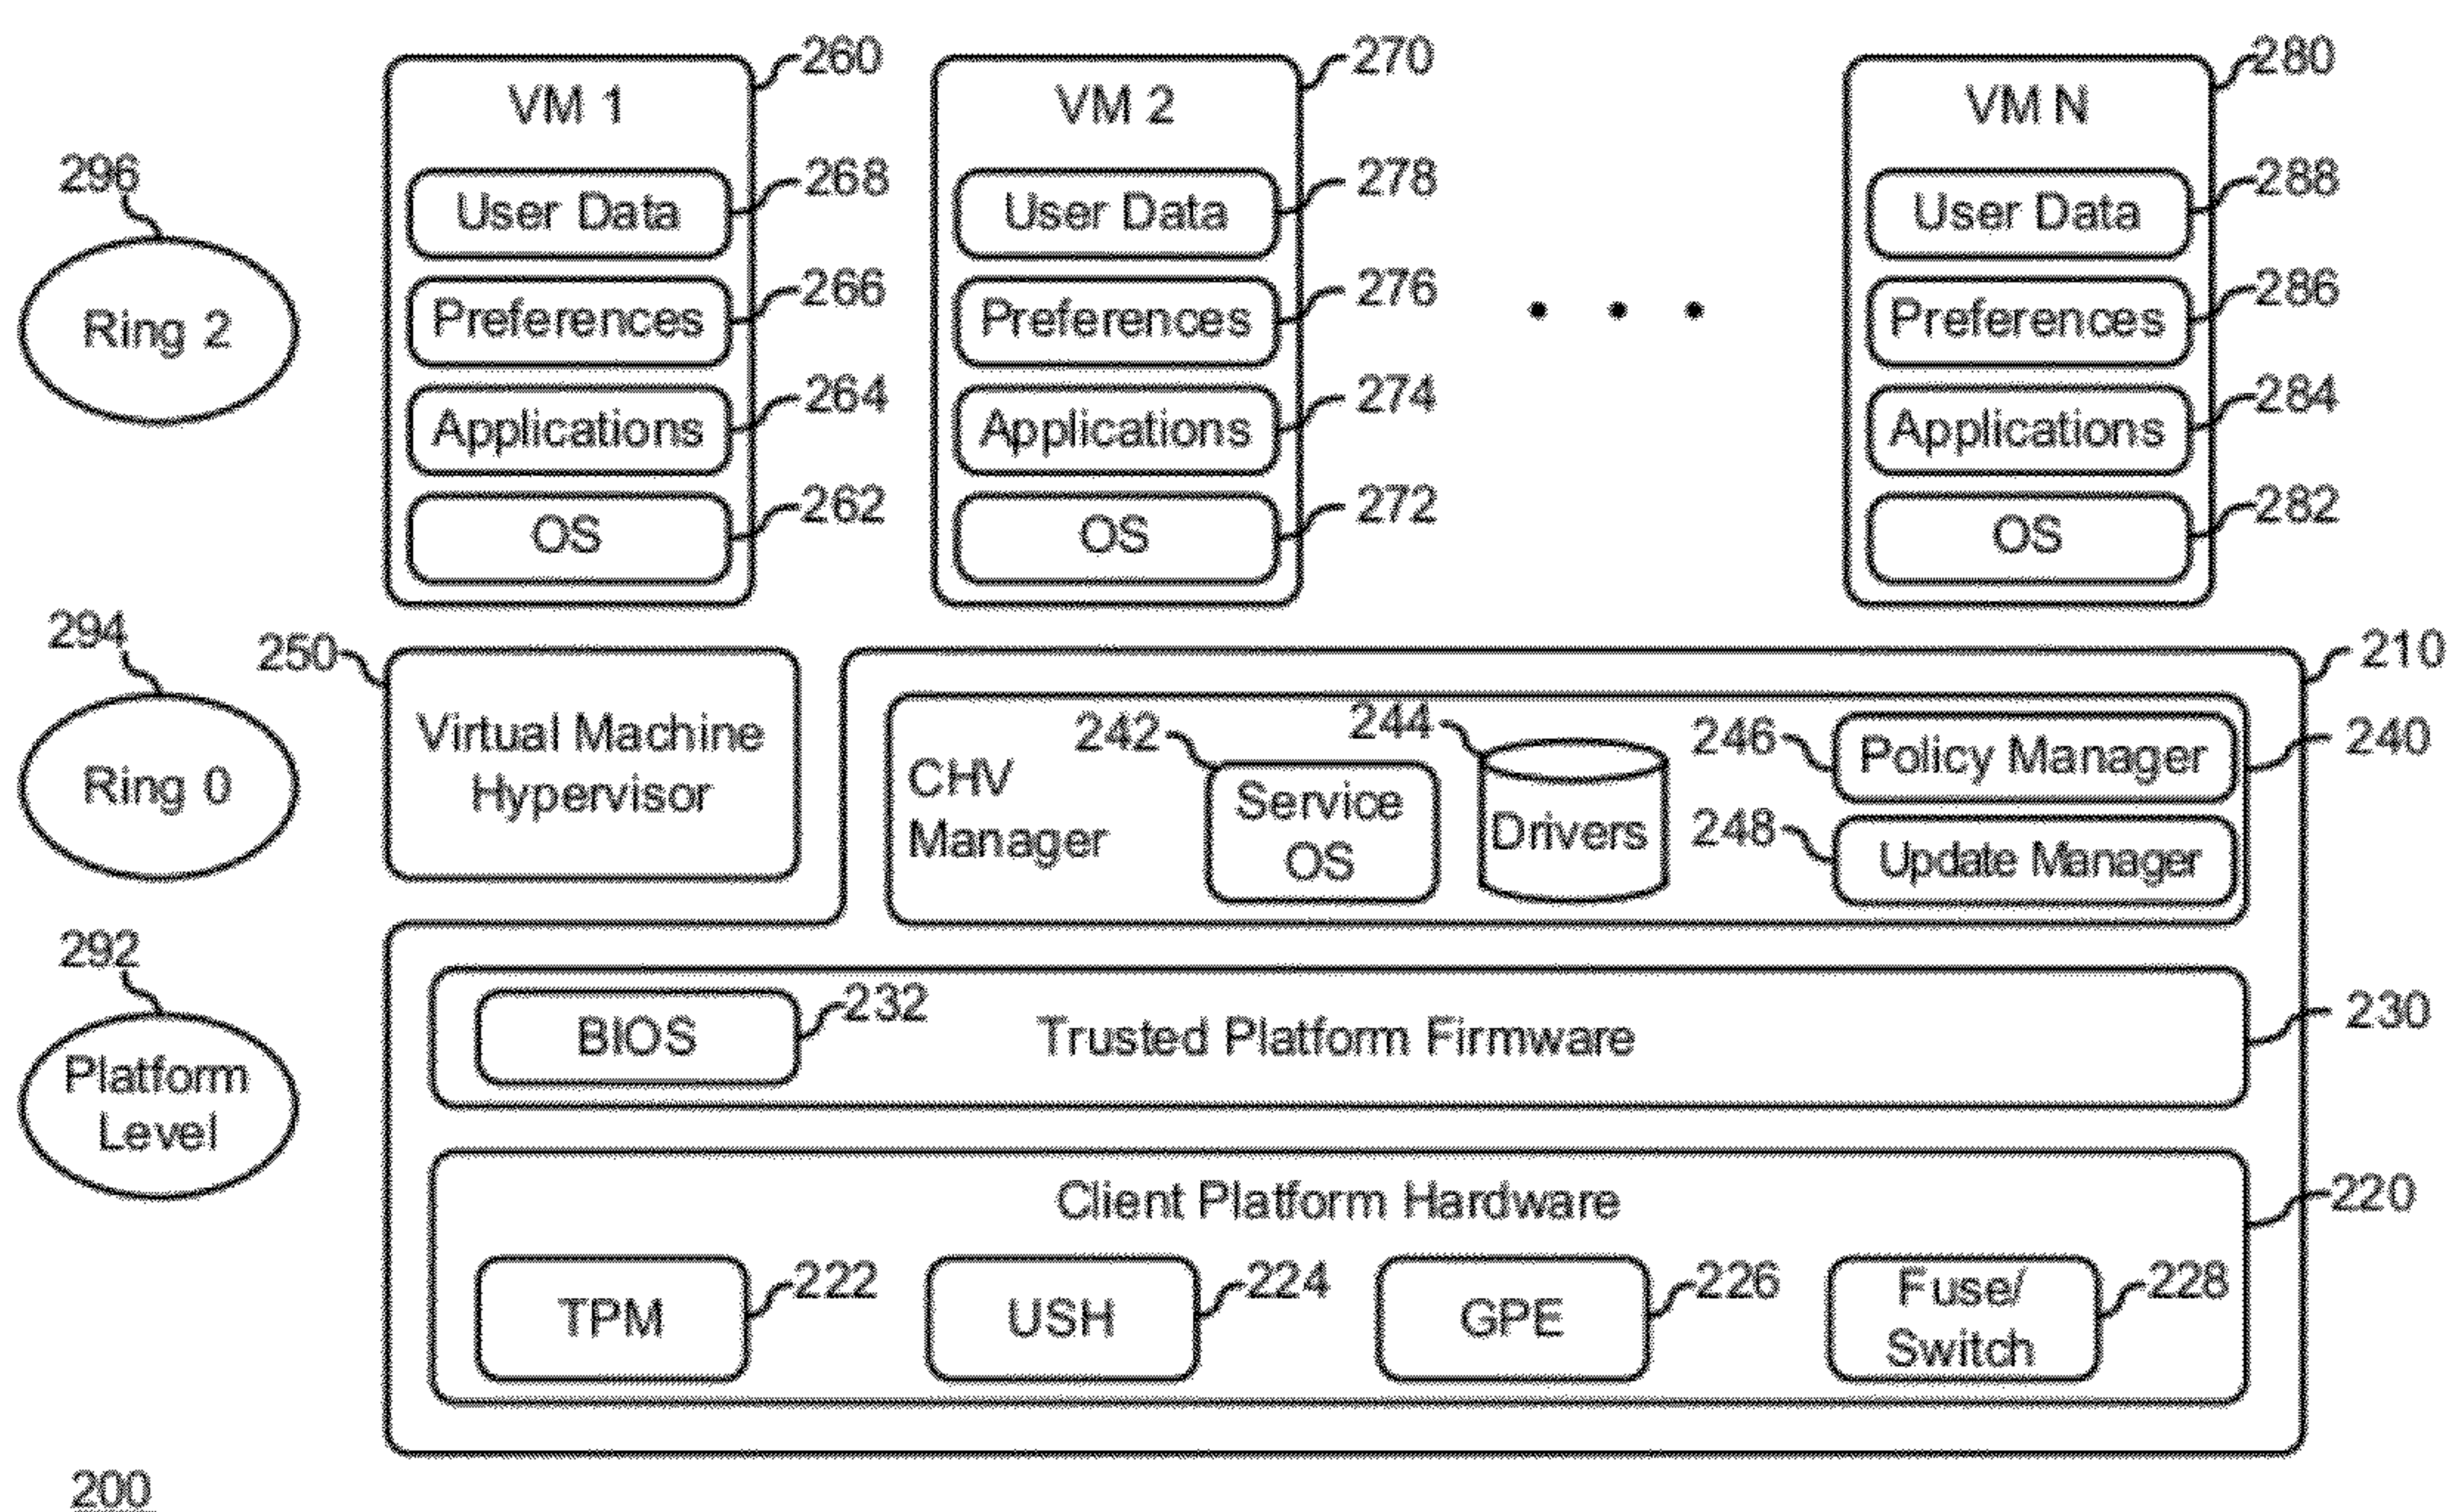 260
270
280
VM 1
VM 2
VM N
296
268
278
288
User Data
User Data
User Data
Ring 2
266
276
286
Preferences
Preferences
Preferences
264
274
284
Applications
Applications
Applications
262
272
282
OS
OS
OS
294
250
210
Ring 0
Virtual Machine
Hypervisor
CHV
Manager
242
Service
OS
244
Drivers
246
Policy Manager
240
248
Update Manager
292
Platform
Level
BIOS
232
Trusted Platform Firmware
230
Client Platform Hardware
220
TPM
222
USH
224
GPE
226
Fuse/
Switch
228
200